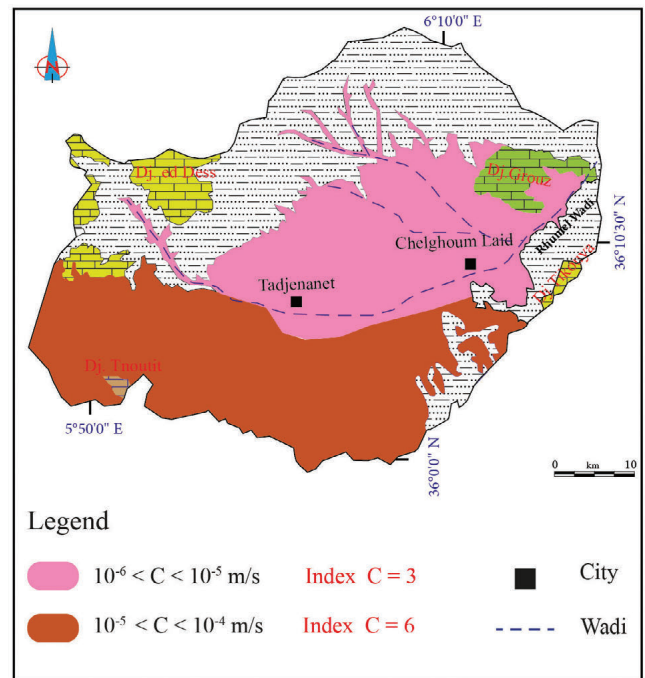 6°10'0" E
N
Dj. ed Dess
Dj.Grouz
Rhumel Wadi
36°10'30" N
Chelghoum Laid
Tadjenanet
Dj. Tnoutit
5°50'0" E
36°0'0" N
0 km 10
Legend
10⁻⁶ < C < 10⁻⁵ m/s Index C = 3 City
10⁻⁵ < C < 10⁻⁴ m/s Index C = 6 Wadi